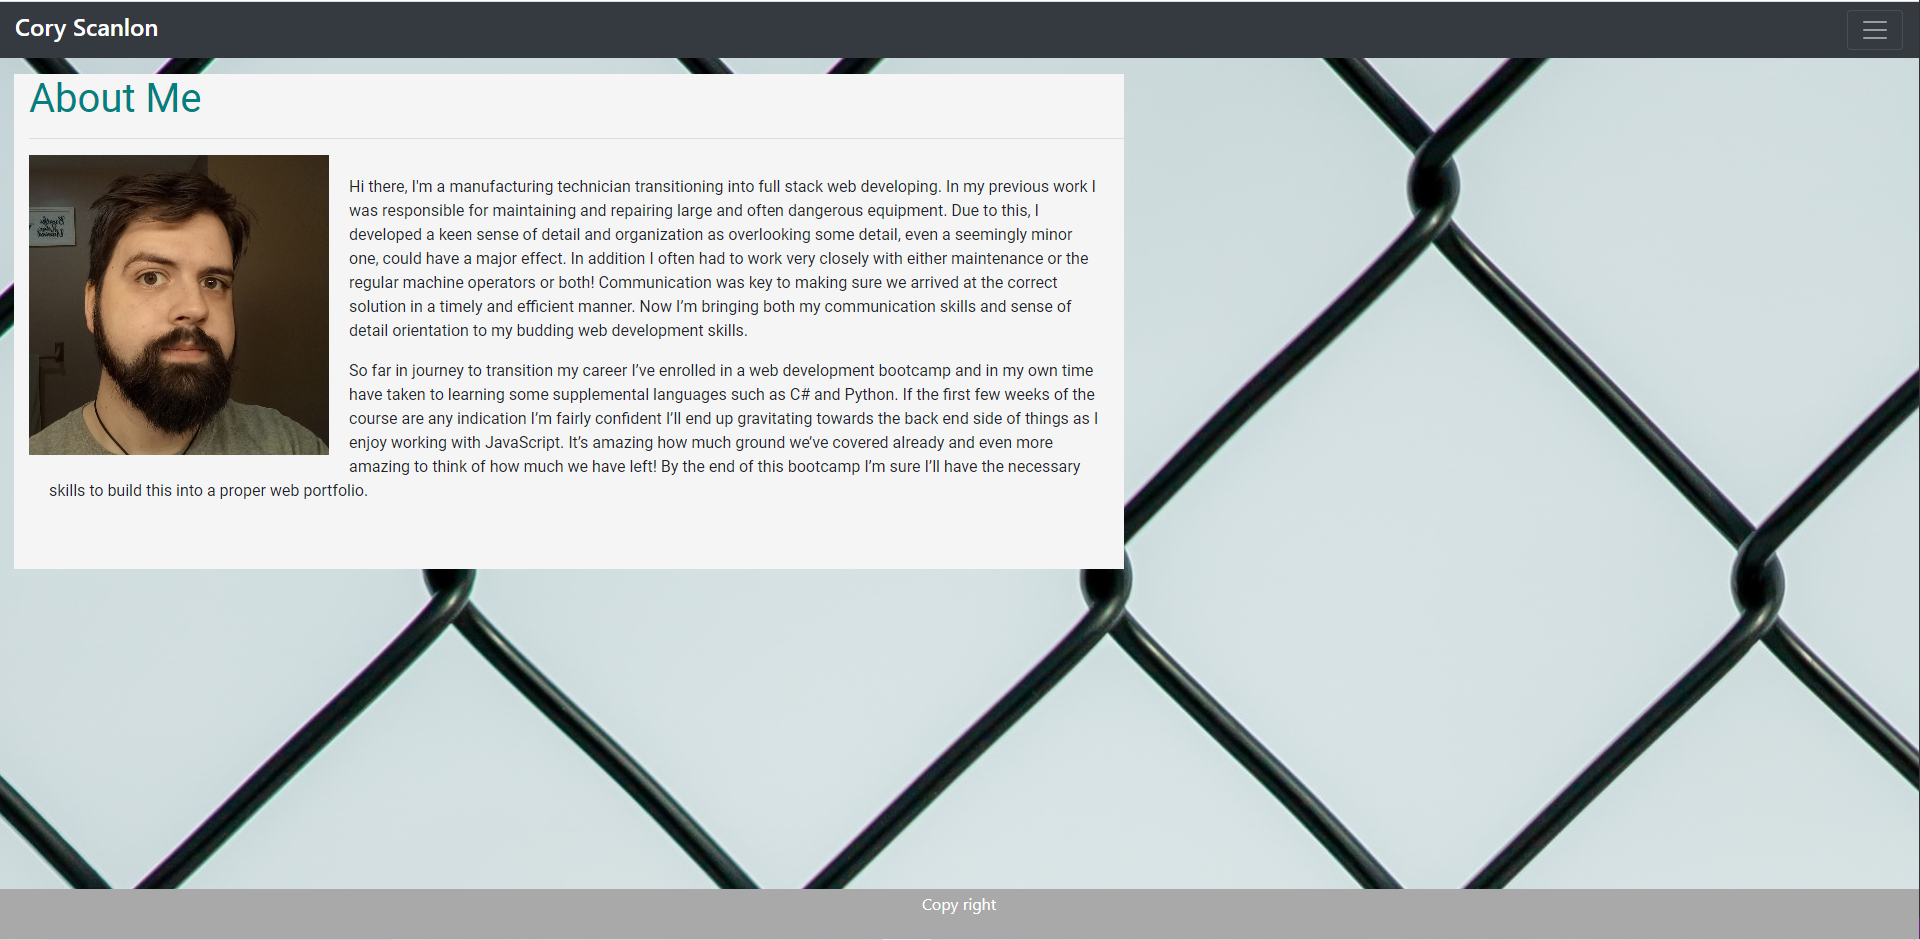 Cory Scanlon
About Me
Hi there, I'm a manufacturing technician transitioning into full stack web developing. In my previous work I
was responsible for maintaining and repairing large and often dangerous equipment. Due to this, I
developed a keen sense of detail and organization as overlooking some detail, even a seemingly minor
one, could have a major effect. In addition I often had to work very closely with either maintenance or the
regular machine operators or both! Communication was key to making sure we arrived at the correct
solution in a timely and efficient manner. Now I’m bringing both my communication skills and sense of
detail orientation to my budding web development skills.
So far in journey to transition my career I’ve enrolled in a web development bootcamp and in my own time
have taken to learning some supplemental languages such as C# and Python. If the first few weeks of the
course are any indication I’m fairly confident I’ll end up gravitating towards the back end side of things as I
enjoy working with JavaScript. It’s amazing how much ground we’ve covered already and even more
amazing to think of how much we have left! By the end of this bootcamp I’m sure I’ll have the necessary
skills to build this into a proper web portfolio.
Copy right